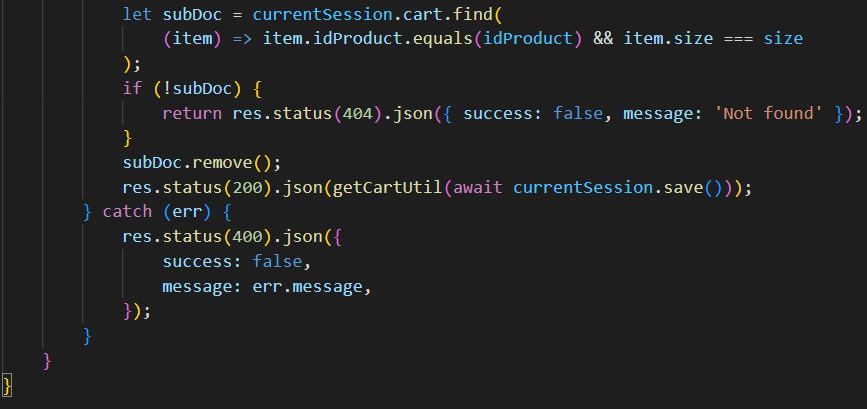 let subDoc = currentSession.cart.find(
(item) => item.idProduct.equals(idProduct) && item.size === size
);
if (!subDoc) {
return res.status(404).json({ success: false, message: 'Not found' });
}
subDoc.remove();
res.status(200).json(getCartUtil(await currentSession.save()));
} catch (err) {
res.status(400).json({
success: false,
message: err.message,
});
}
}
}